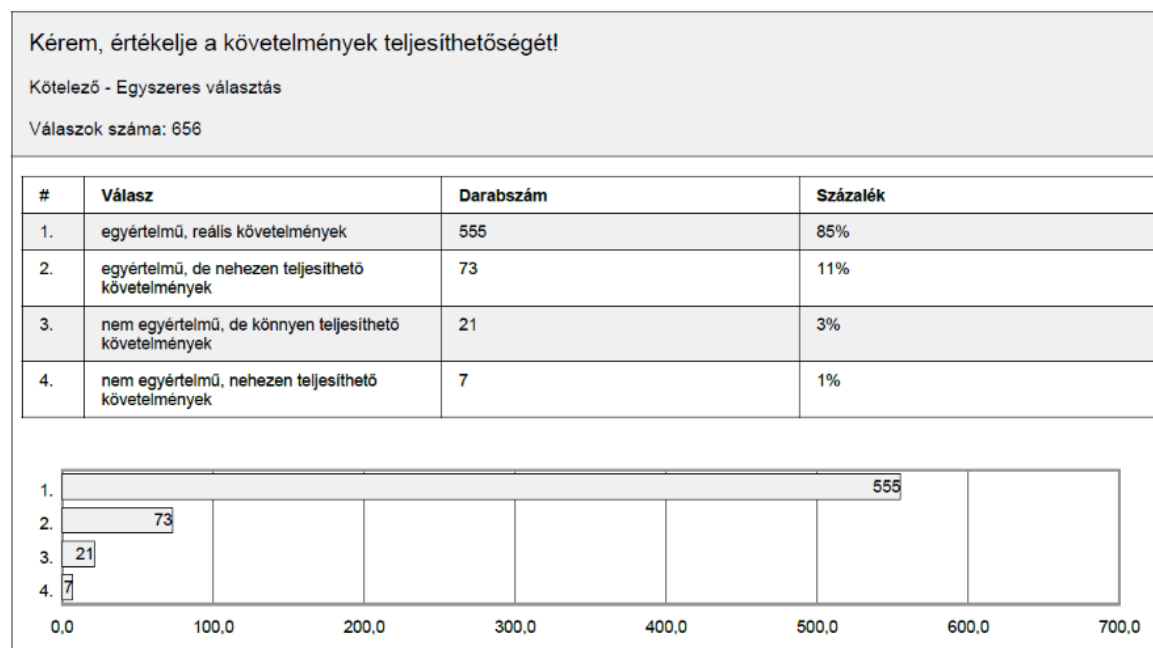 Kérem, értékelje a követelmények teljesíthetőségét!
Kötelező - Egyszeres választás
Válaszok száma: 656
# Válasz Darabszám Százalék
1. egyértelmű, reális követelmények 555 85%
2. egyértelmű, de nehezen teljesíthető 73 11%
követelmények
3. nem egyértelmű, de könnyen teljesíthető 21 3%
követelmények
4. nem egyértelmű, nehezen teljesíthető 7 1%
követelmények
1. 555
2. 73
3. 21
4. 7
0,0 100,0 200,0 300,0 400,0 500,0 600,0 700,0